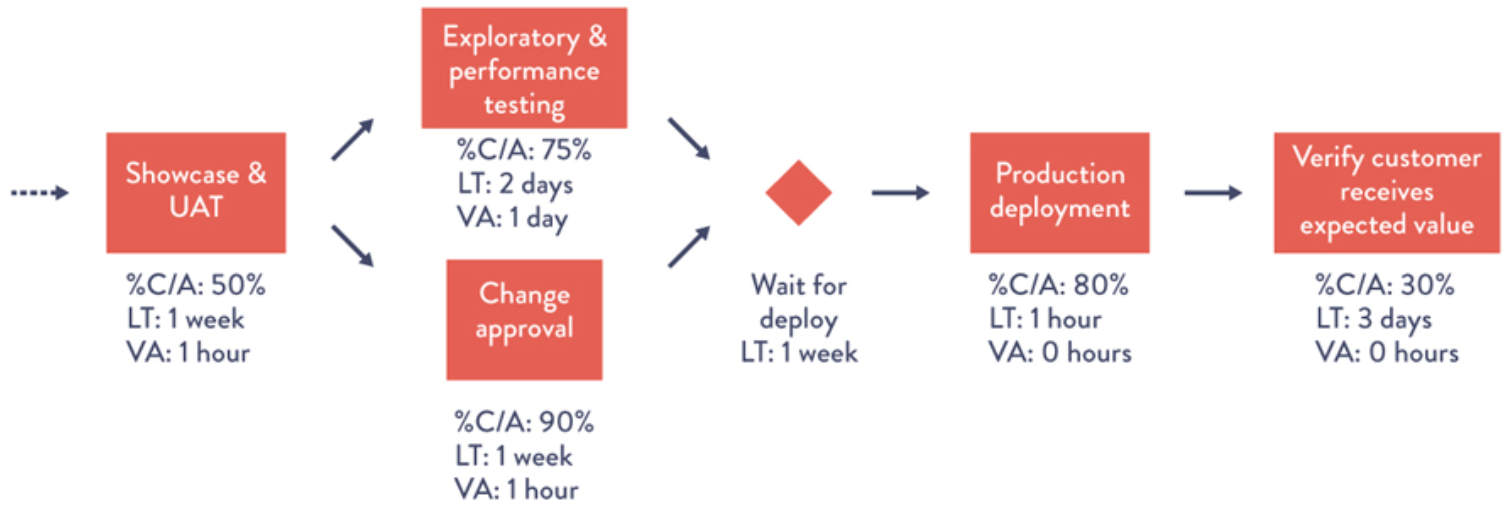 Showcase &
UAT
%C/A: 50%
LT: 1 week
VA: 1 hour
Exploratory &
performance
testing
%C/A: 75%
LT: 2 days
VA: 1 day
Change
approval
%C/A: 90%
LT: 1 week
VA: 1 hour
Wait for
deploy
LT: 1 week
Production
deployment
%C/A: 80%
LT: 1 hour
VA: 0 hours
Verify customer
receives
expected value
%C/A: 30%
LT: 3 days
VA: 0 hours